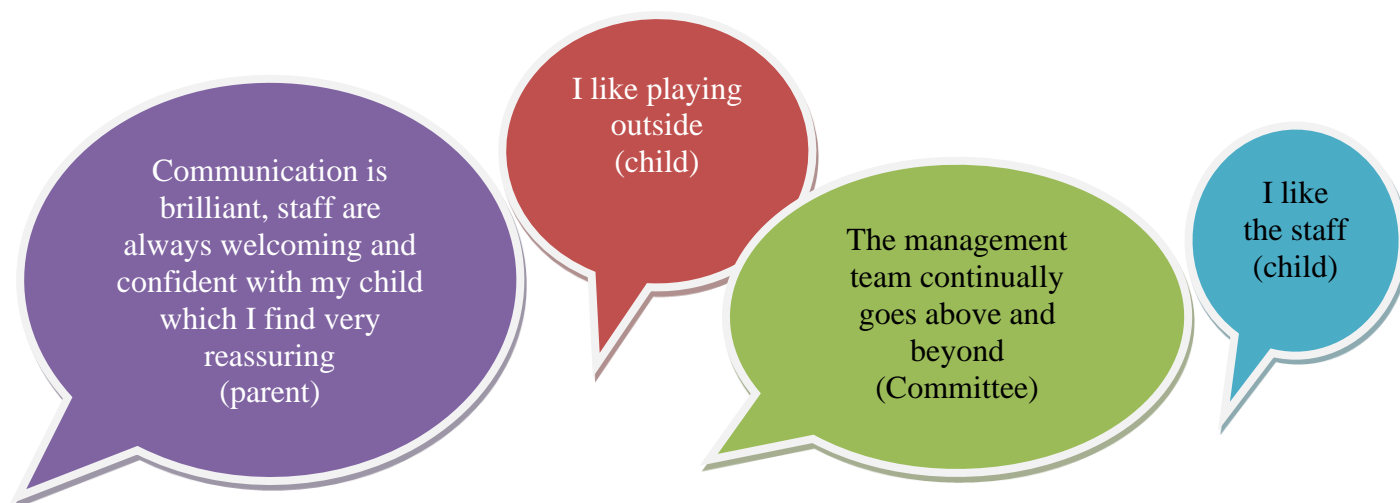 Communication is
brilliant, staff are
always welcoming and
confident with my child
which I find very
reassuring
(parent)
I like playing
outside
(child)
The management
team continually
goes above and
beyond
(Committee)
I like
the staff
(child)